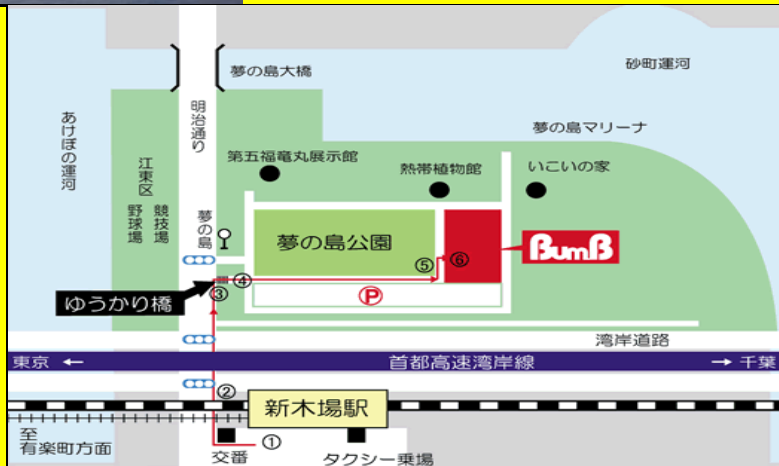 夢の島大橋
砂町運河
あけぼの運河
明治通り
夢の島マリーナ
第五福竜丸展示館
熱帯植物館
いこいの家
江東区
競技場
野球場
夢の島
夢の島公園
BumB
⑤
⑥
④
③
ゆうかり橋
P
湾岸道路
東京 ←
首都高速湾岸線
→ 千葉
②
新木場駅
至
有楽町方面
①
交番
タクシー乗場